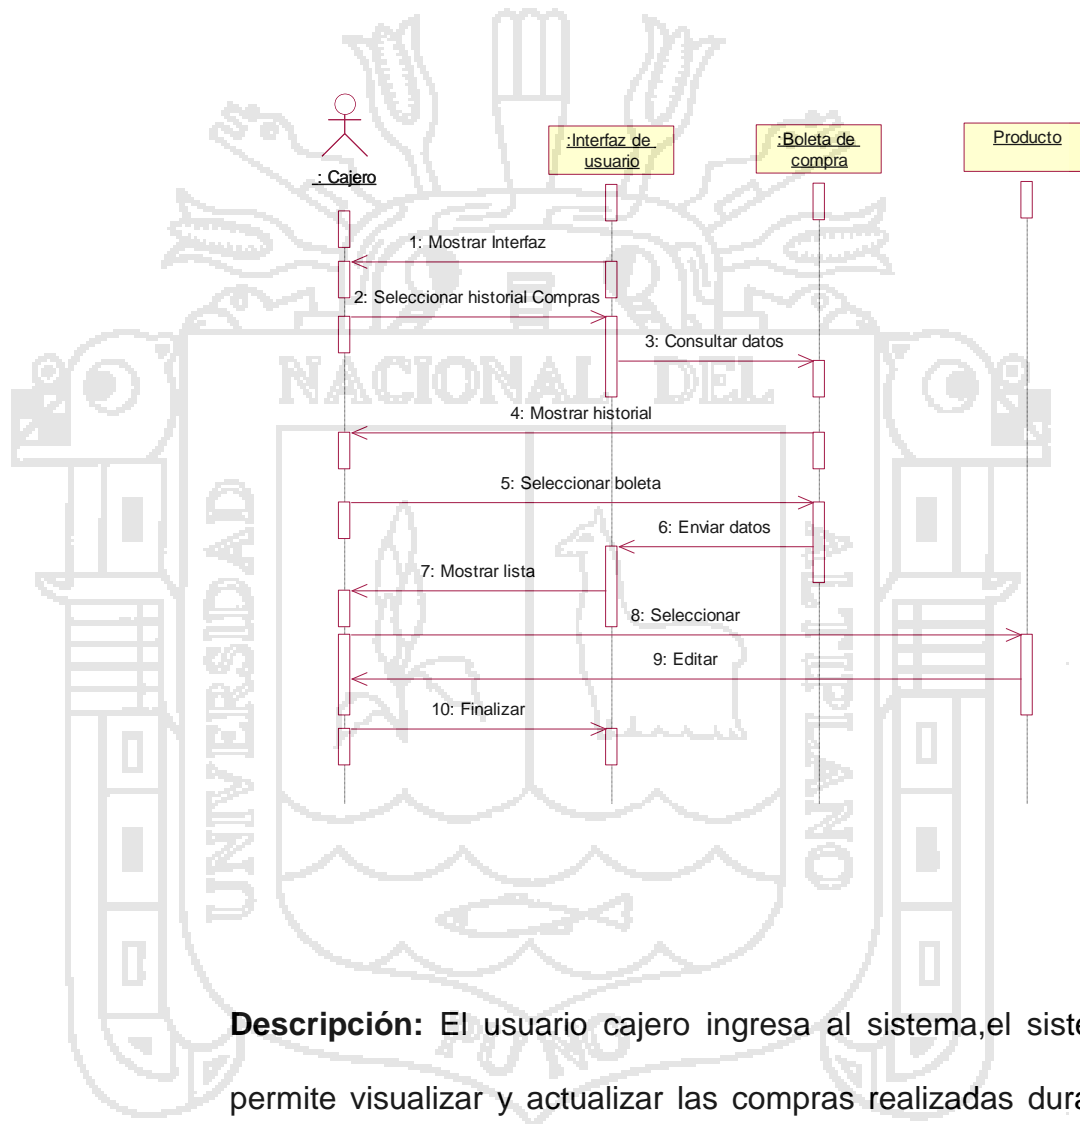 : Cajero
:Interfaz de
usuario
:Boleta de
compra
Producto
1: Mostrar Interfaz
2: Seleccionar historial Compras
3: Consultar datos
4: Mostrar historial
5: Seleccionar boleta
6: Enviar datos
7: Mostrar lista
8: Seleccionar
9: Editar
10: Finalizar
UNIVERSIDAD
NACIONAL DEL
ALTIPLANO
PUNO
Descripción: El usuario cajero ingresa al sistema,el siste
permite visualizar y actualizar las compras realizadas dura